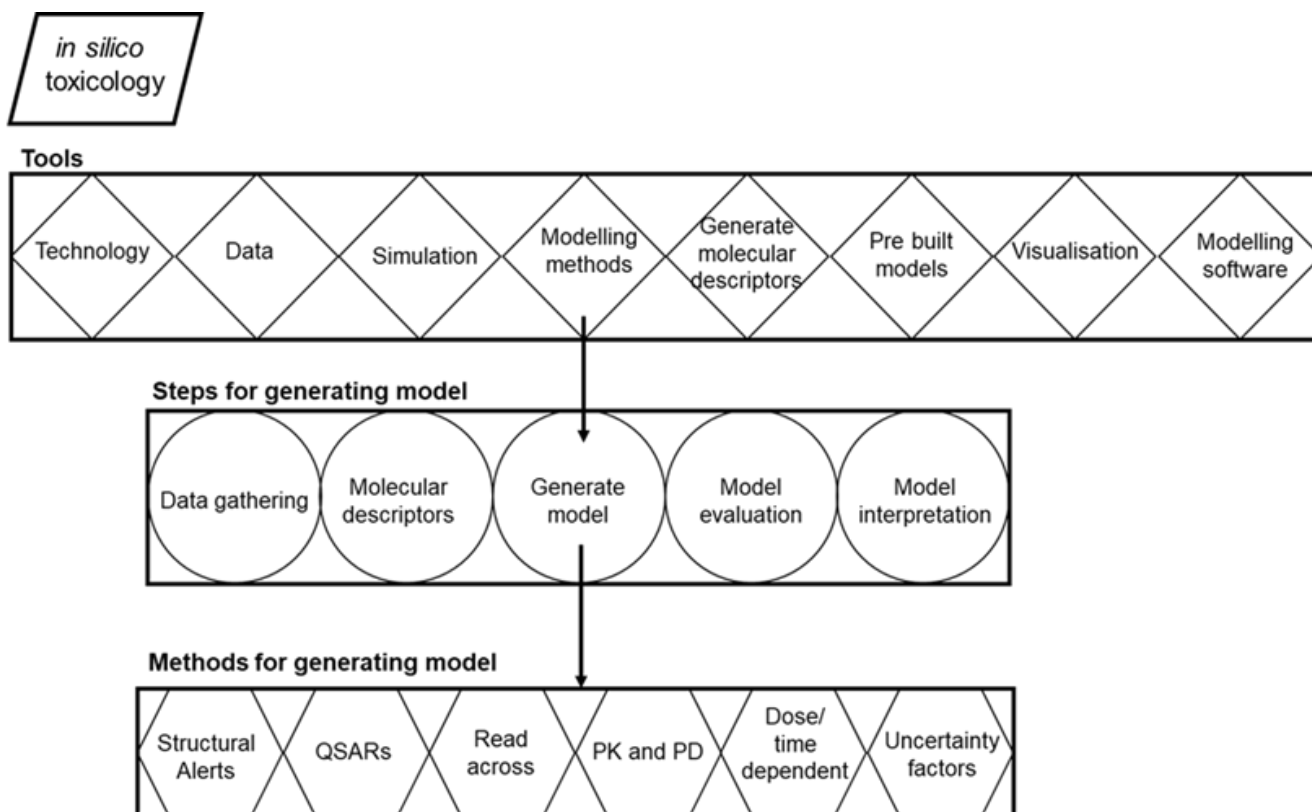 in silico
toxicology
Tools
Technology
Data
Simulation
Modelling
methods
Generate
molecular
descriptors
Pre built
models
Visualisation
Modelling
software
Steps for generating model
Data gathering
Molecular
descriptors
Generate
model
Model
evaluation
Model
interpretation
Methods for generating model
Structural
Alerts
QSARs
Read
across
PK and PD
Dose/
time
dependent
Uncertainty
factors